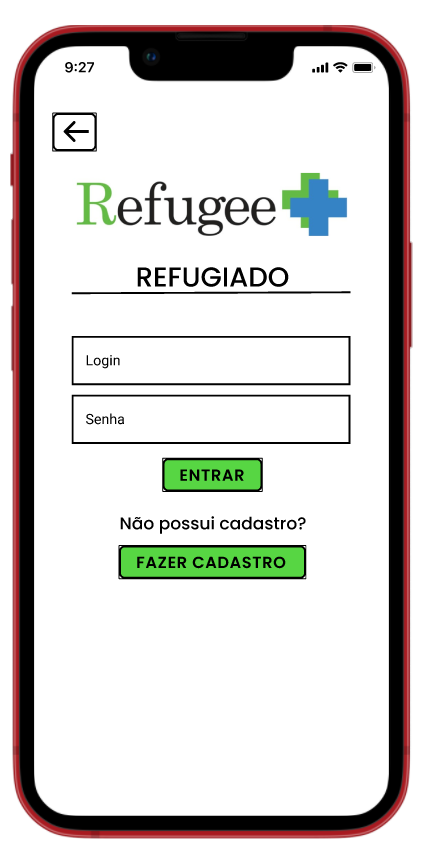 9:27
Refugee
REFUGIADO
Login
Senha
ENTRAR
Não possui cadastro?
FAZER CADASTRO